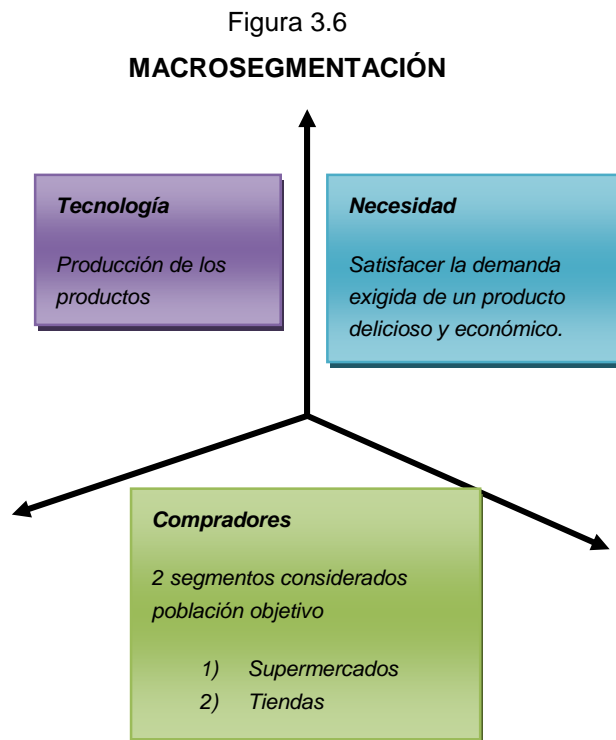 Figura 3.6
MACROSEGMENTACIÓN
Tecnología
Producción de los
productos
Necesidad
Satisfacer la demanda
exigida de un producto
delicioso y económico.
Compradores
2 segmentos considerados
población objetivo
1) Supermercados
2) Tiendas